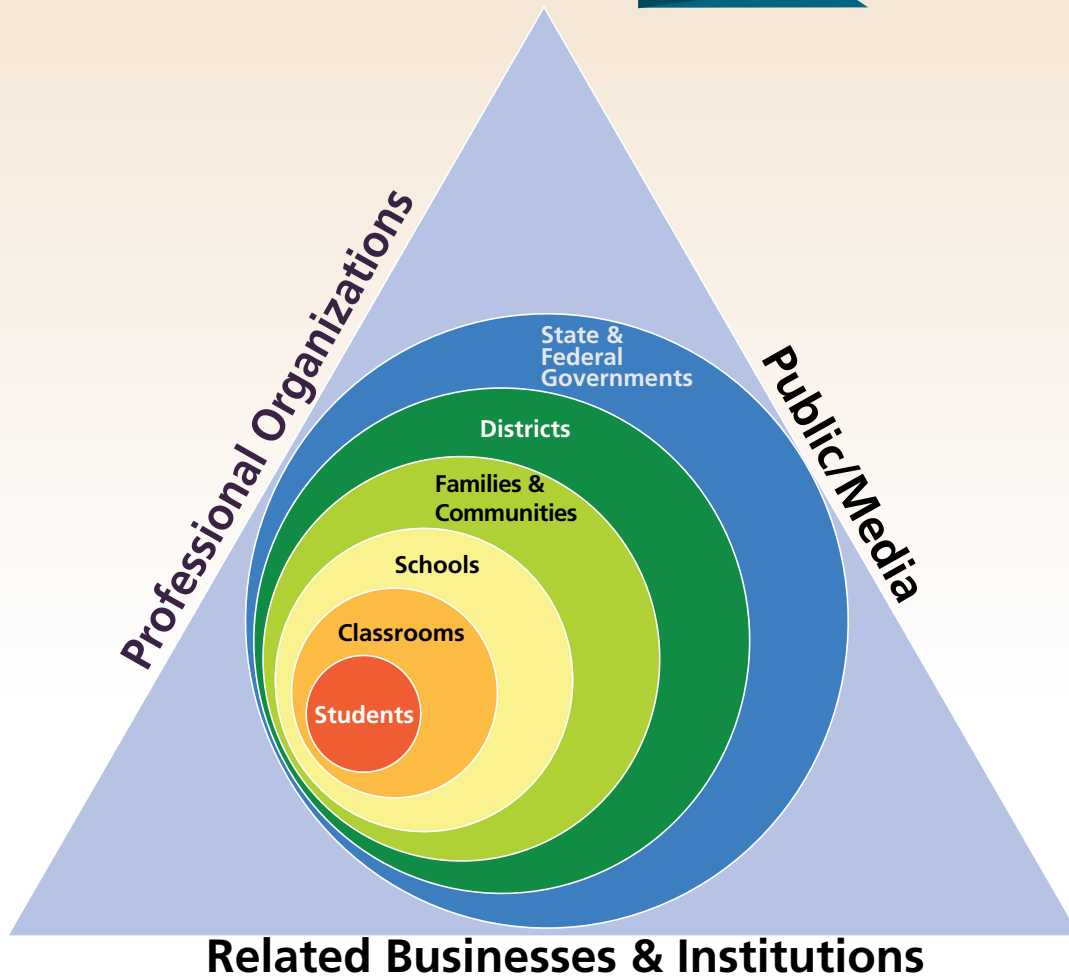 Professional Organizations
Public/Media
State &
Federal
Governments
Districts
Families &
Communities
Schools
Classrooms
Students
Related Businesses & Institutions